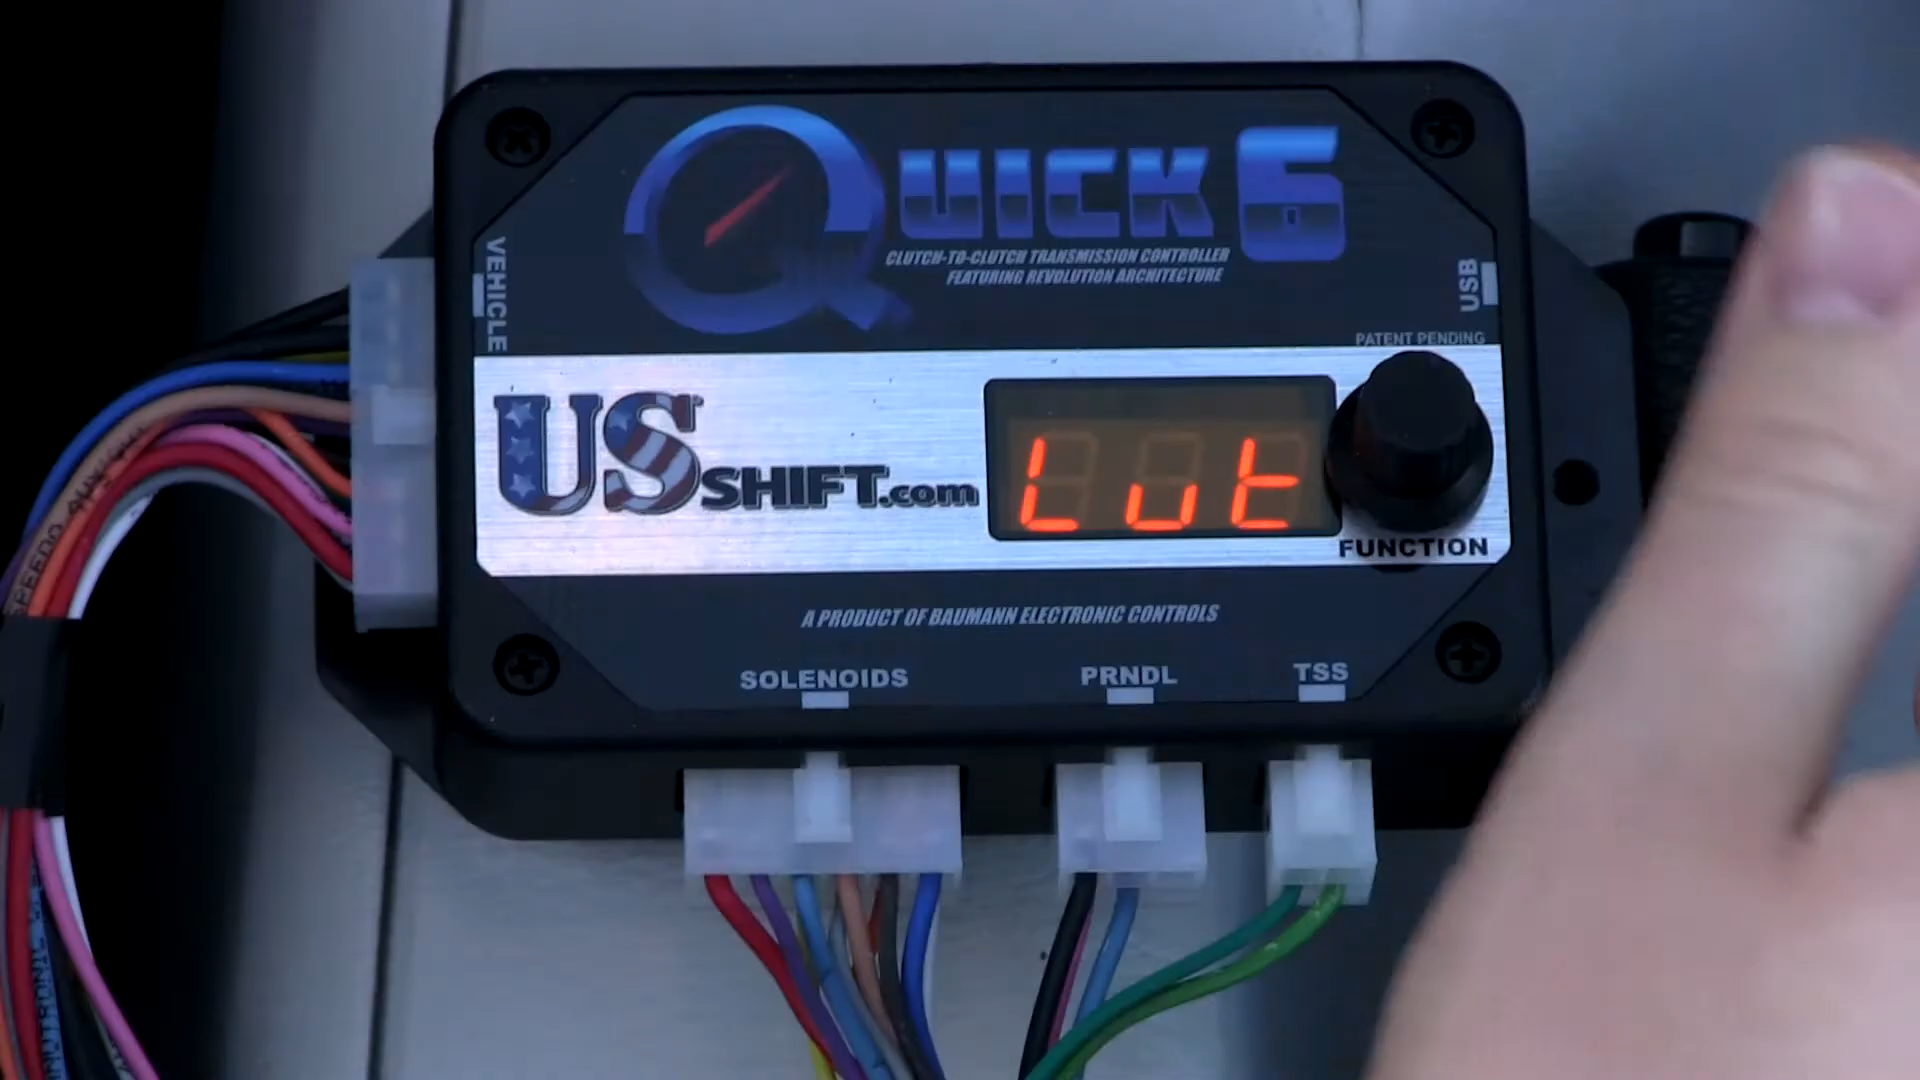 QUICK 6
CLUTCH-TO-CLUTCH TRANSMISSION CONTROLLER
FEATURING REVOLUTION ARCHITECTURE
VEHICLE
USB
PATENT PENDING
USSHIFT.com
Lut
FUNCTION
A PRODUCT OF BAUMANN ELECTRONIC CONTROLS
SOLENOIDS
PRNDL
TSS
SPEEDO